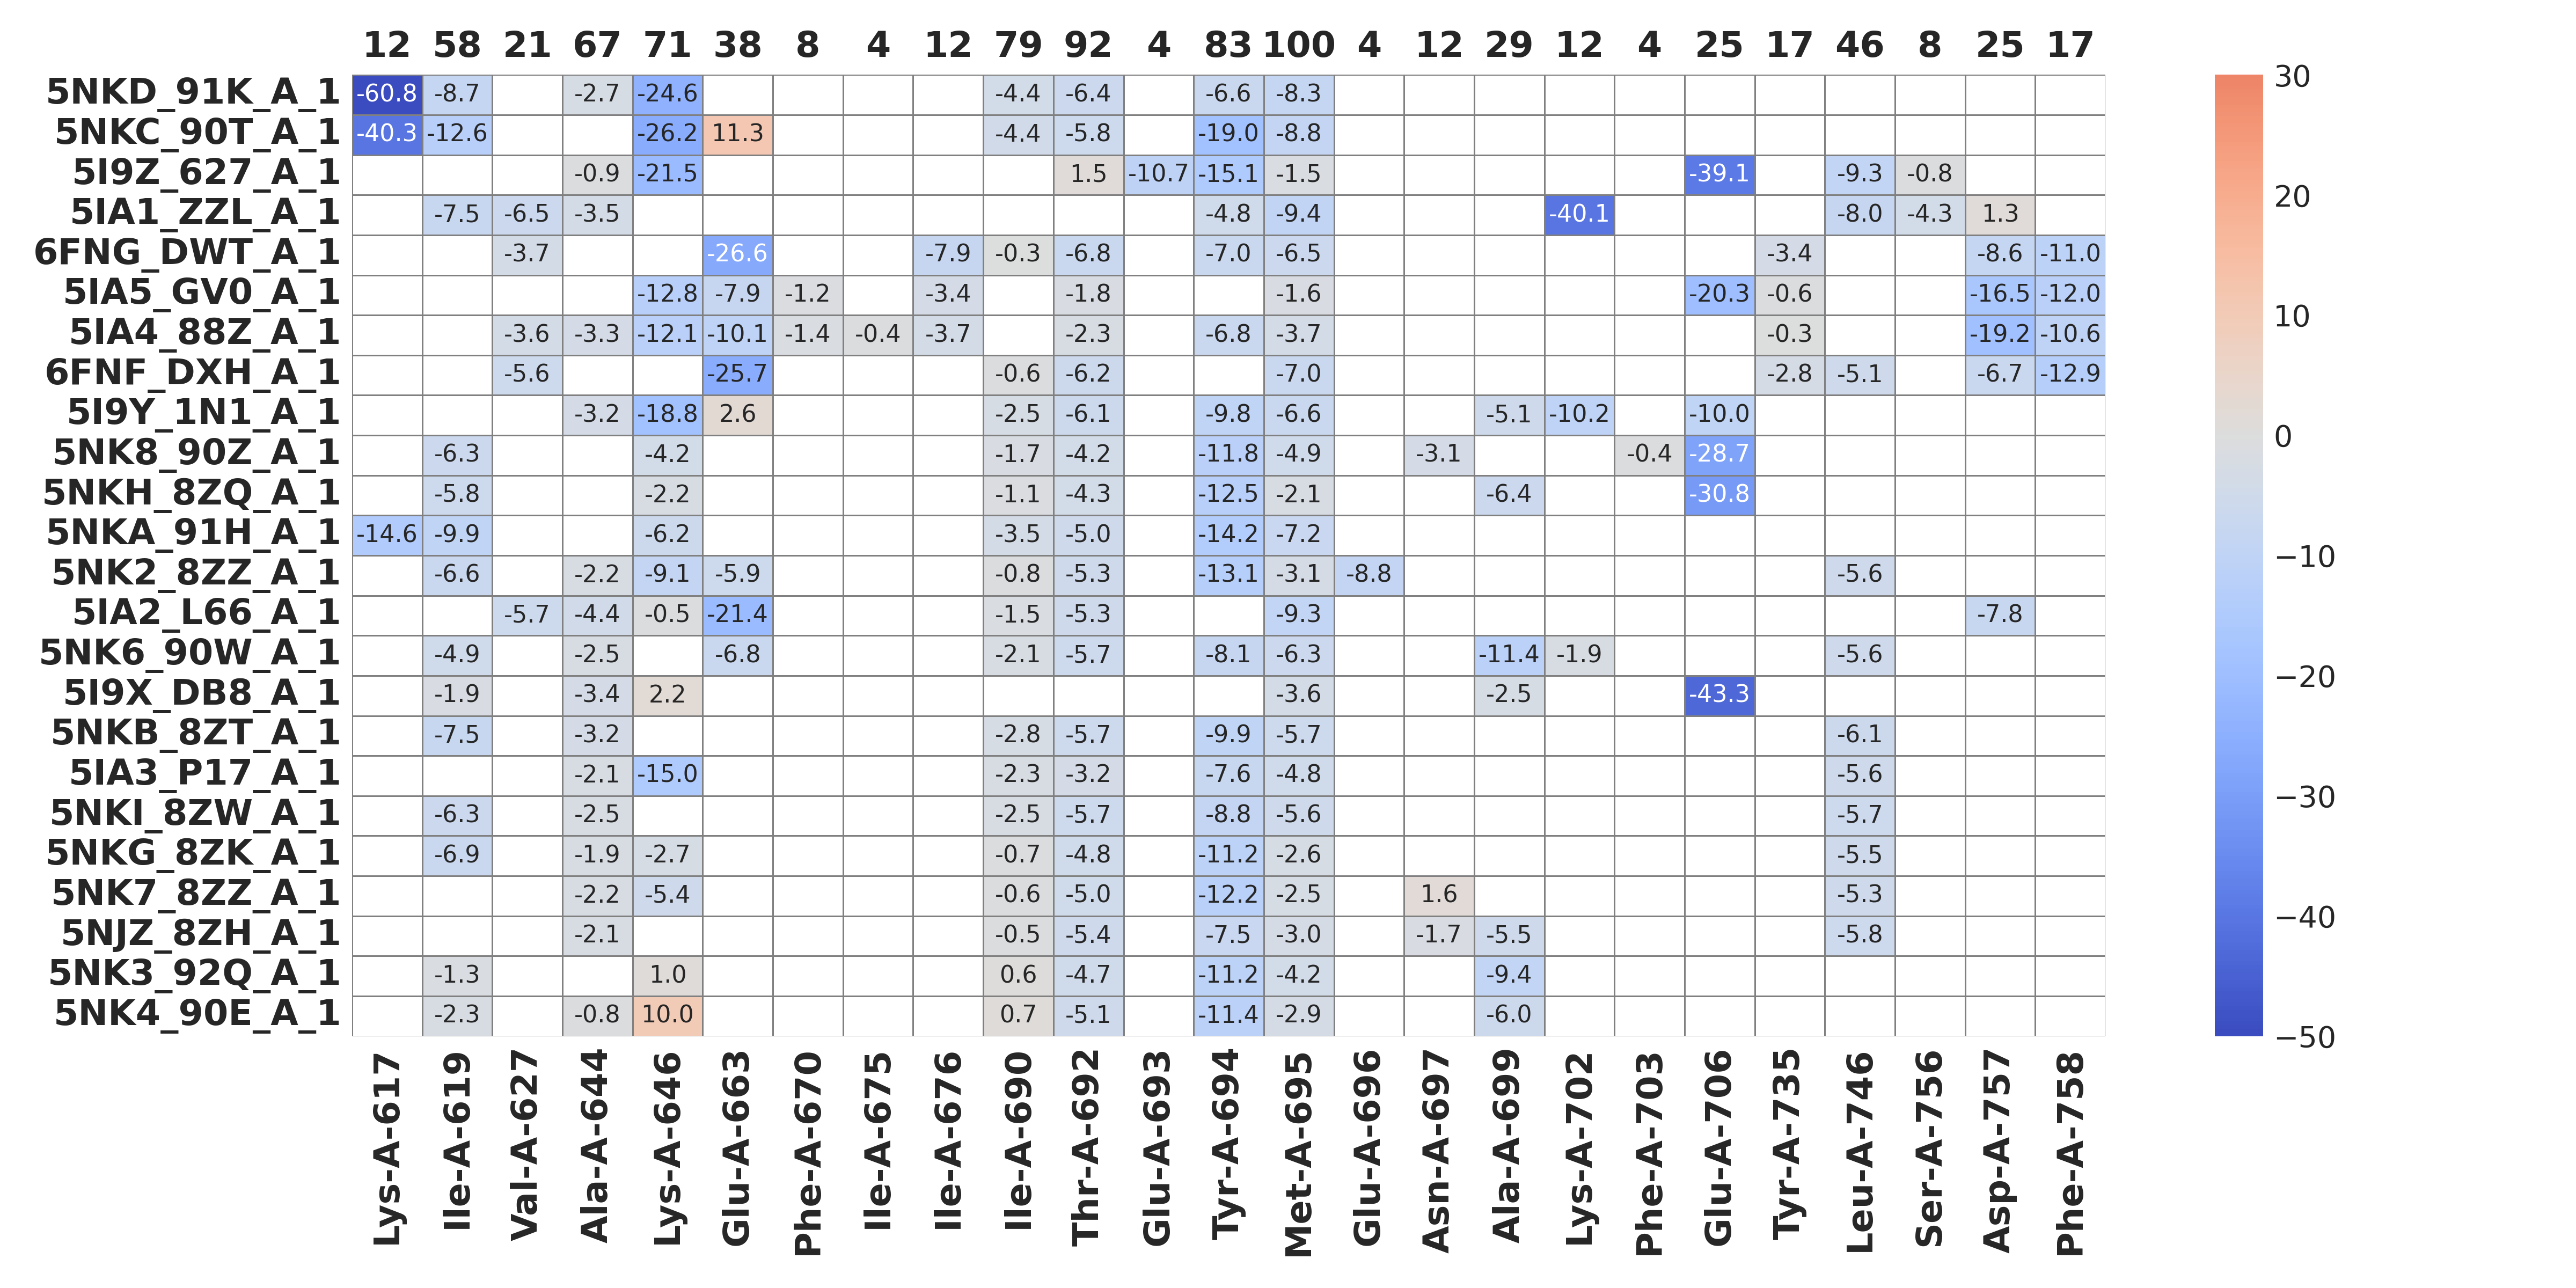 12 58 21 67 71 38 8 4 12 79 92 4 83 100 4 12 29 12 4 25 17 46 8 25 17
5NKD_91K_A_1 -60.8 -8.7 -2.7 -24.6 -4.4 -6.4 -6.6 -8.3
5NKC_90T_A_1 -40.3 -12.6 -26.2 11.3 -4.4 -5.8 -19.0 -8.8
5I9Z_627_A_1 -0.9 -21.5 1.5 -10.7 -15.1 -1.5 -39.1 -9.3 -0.8
5IA1_ZZL_A_1 -7.5 -6.5 -3.5 -4.8 -9.4 -40.1 -8.0 -4.3 1.3
6FNG_DWT_A_1 -3.7 -26.6 -7.9 -0.3 -6.8 -7.0 -6.5 -3.4 -8.6 -11.0
5IA5_GV0_A_1 -12.8 -7.9 -1.2 -3.4 -1.8 -1.6 -20.3 -0.6 -16.5 -12.0
5IA4_88Z_A_1 -3.6 -3.3 -12.1 -10.1 -1.4 -0.4 -3.7 -2.3 -6.8 -3.7 -0.3 -19.2 -10.6
6FNF_DXH_A_1 -5.6 -25.7 -0.6 -6.2 -7.0 -2.8 -5.1 -6.7 -12.9
5I9Y_1N1_A_1 -3.2 -18.8 2.6 -2.5 -6.1 -9.8 -6.6 -5.1 -10.2 -10.0
5NK8_90Z_A_1 -6.3 -4.2 -1.7 -4.2 -11.8 -4.9 -3.1 -0.4 -28.7
5NKH_8ZQ_A_1 -5.8 -2.2 -1.1 -4.3 -12.5 -2.1 -6.4 -30.8
5NKA_91H_A_1 -14.6 -9.9 -6.2 -3.5 -5.0 -14.2 -7.2
5NK2_8ZZ_A_1 -6.6 -2.2 -9.1 -5.9 -0.8 -5.3 -13.1 -3.1 -8.8 -5.6
5IA2_L66_A_1 -5.7 -4.4 -0.5 -21.4 -1.5 -5.3 -9.3 -7.8
5NK6_90W_A_1 -4.9 -2.5 -6.8 -2.1 -5.7 -8.1 -6.3 -11.4 -1.9 -5.6
5I9X_DB8_A_1 -1.9 -3.4 2.2 -3.6 -2.5 -43.3
5NKB_8ZT_A_1 -7.5 -3.2 -2.8 -5.7 -9.9 -5.7 -6.1
5IA3_P17_A_1 -2.1 -15.0 -2.3 -3.2 -7.6 -4.8 -5.6
5NKI_8ZW_A_1 -6.3 -2.5 -2.5 -5.7 -8.8 -5.6 -5.7
5NKG_8ZK_A_1 -6.9 -1.9 -2.7 -0.7 -4.8 -11.2 -2.6 -5.5
5NK7_8ZZ_A_1 -2.2 -5.4 -0.6 -5.0 -12.2 -2.5 1.6 -5.3
5NJZ_8ZH_A_1 -2.1 -0.5 -5.4 -7.5 -3.0 -1.7 -5.5 -5.8
5NK3_92Q_A_1 -1.3 1.0 0.6 -4.7 -11.2 -4.2 -9.4
5NK4_90E_A_1 -2.3 -0.8 10.0 0.7 -5.1 -11.4 -2.9 -6.0
Lys-A-617
Ile-A-619
Val-A-627
Ala-A-644
Lys-A-646
Glu-A-663
Phe-A-670
Ile-A-675
Ile-A-676
Ile-A-690
Thr-A-692
Glu-A-693
Tyr-A-694
Met-A-695
Glu-A-696
Asn-A-697
Ala-A-699
Lys-A-702
Phe-A-703
Glu-A-706
Tyr-A-735
Leu-A-746
Ser-A-756
Asp-A-757
Phe-A-758
30
20
10
0
−10
−20
−30
−40
−50